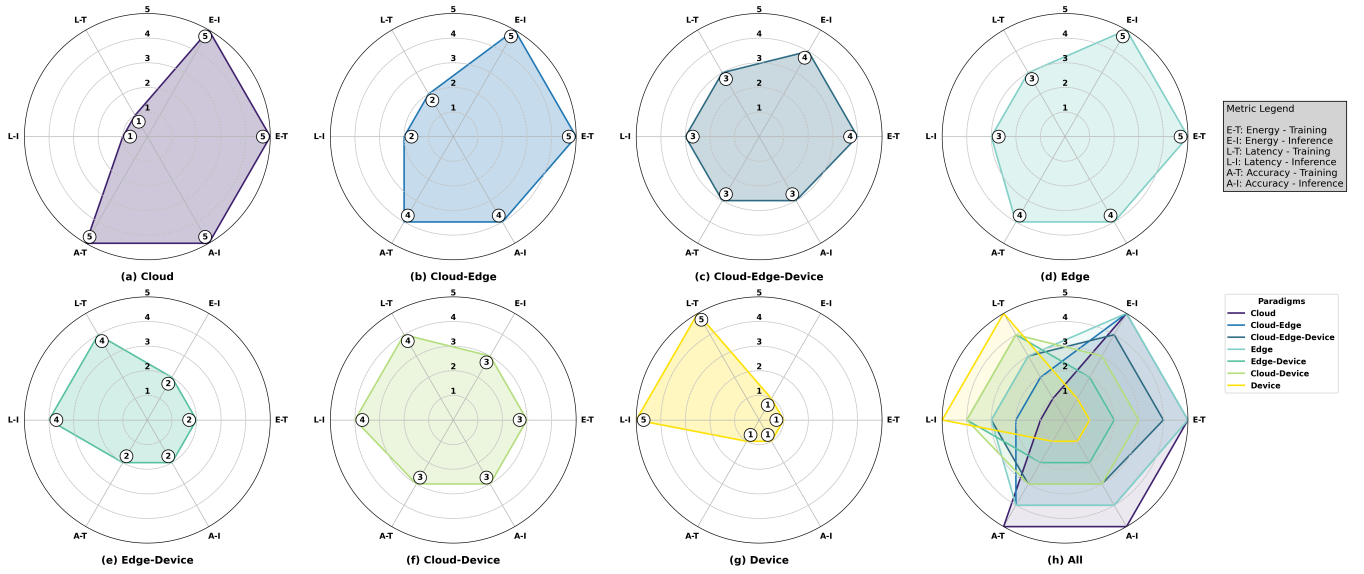 5
L-T
E-I
4
5
3
2
1
1
L-I
1
5
E-T
5
5
A-T
A-I
(a) Cloud
5
L-T
E-I
4
5
3
2
2
1
L-I
2
5
E-T
4
4
A-T
A-I
(b) Cloud-Edge
5
L-T
E-I
4
4
3
3
2
1
L-I
3
4
E-T
3
3
A-T
A-I
(c) Cloud-Edge-Device
5
L-T
E-I
4
5
3
3
2
1
L-I
3
5
E-T
4
4
A-T
A-I
(d) Edge
Metric Legend
E-T: Energy - Training
E-I: Energy - Inference
L-T: Latency - Training
L-I: Latency - Inference
A-T: Accuracy - Training
A-I: Accuracy - Inference
5
L-T
E-I
4
4
3
2
2
1
L-I
4
2
E-T
2
2
A-T
A-I
(e) Edge-Device
5
L-T
E-I
4
4
3
3
2
1
L-I
4
3
E-T
3
3
A-T
A-I
(f) Cloud-Device
5
L-T
E-I
5
4
3
2
1
1
L-I
5
1
E-T
1
1
A-T
A-I
(g) Device
5
L-T
E-I
4
3
2
1
L-I
E-T
A-T
A-I
(h) All
Paradigms
Cloud
Cloud-Edge
Cloud-Edge-Device
Edge
Edge-Device
Cloud-Device
Device